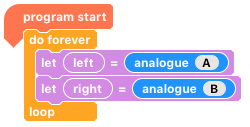 program start
do forever
let left = analogue A
let right = analogue B
loop